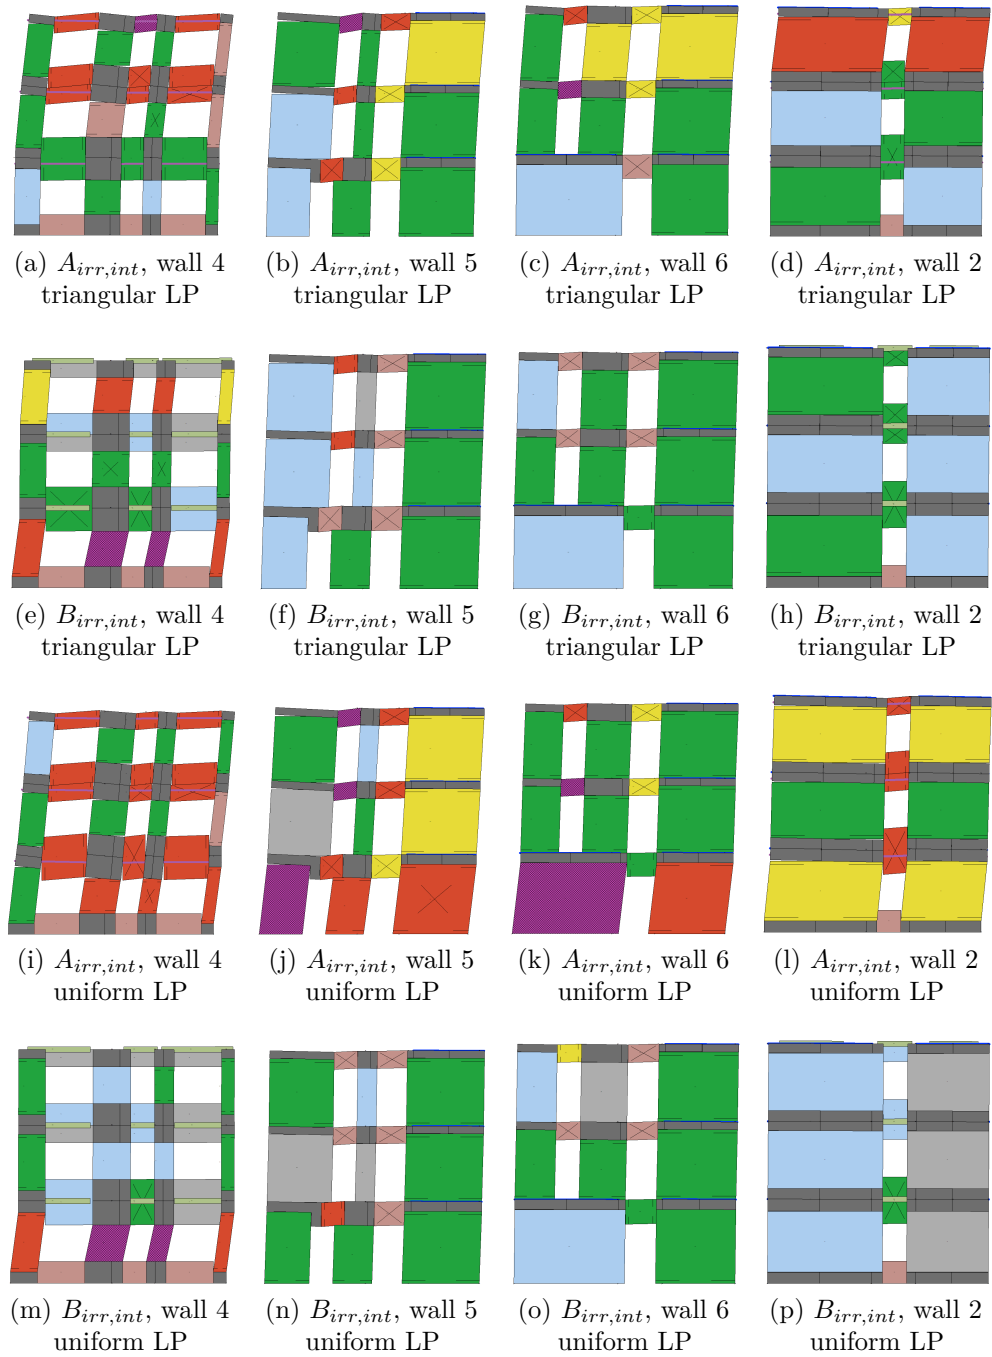 (a) A_{irr,int}, wall 4
triangular LP
(b) A_{irr,int}, wall 5
triangular LP
(c) A_{irr,int}, wall 6
triangular LP
(d) A_{irr,int}, wall 2
triangular LP
(e) B_{irr,int}, wall 4
triangular LP
(f) B_{irr,int}, wall 5
triangular LP
(g) B_{irr,int}, wall 6
triangular LP
(h) B_{irr,int}, wall 2
triangular LP
(i) A_{irr,int}, wall 4
uniform LP
(j) A_{irr,int}, wall 5
uniform LP
(k) A_{irr,int}, wall 6
uniform LP
(l) A_{irr,int}, wall 2
uniform LP
(m) B_{irr,int}, wall 4
uniform LP
(n) B_{irr,int}, wall 5
uniform LP
(o) B_{irr,int}, wall 6
uniform LP
(p) B_{irr,int}, wall 2
uniform LP